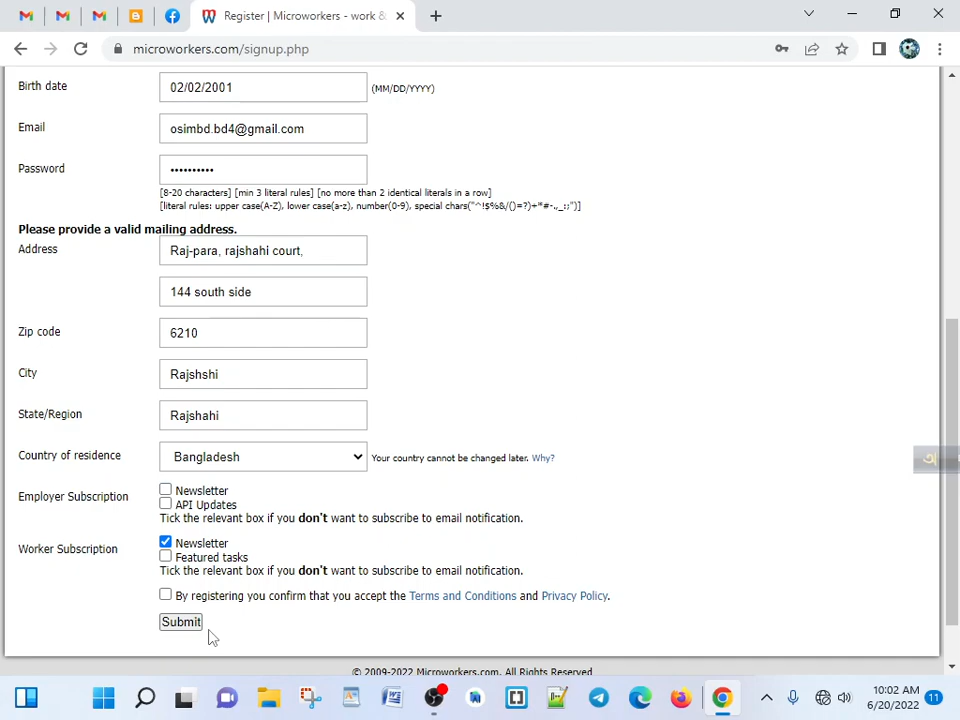 Register | Microworkers - work &
microworkers.com/signup.php
Birth date
02/02/2001
(MM/DD/YYYY)
Email
osimbd.bd4@gmail.com
Password
••••••••••
[8-20 characters] [min 3 literal rules] [no more than 2 identical literals in a row]
[literal rules: upper case(A-Z), lower case(a-z), number(0-9), special chars("^!$%&/()=?)+*#-.,_:;")]
Please provide a valid mailing address.
Address
Raj-para, rajshahi court,
144 south side
Zip code
6210
City
Rajshshi
State/Region
Rajshahi
Country of residence
Bangladesh
Your country cannot be changed later. Why?
Employer Subscription
Newsletter
API Updates
Tick the relevant box if you don't want to subscribe to email notification.
Worker Subscription
Newsletter
Featured tasks
Tick the relevant box if you don't want to subscribe to email notification.
By registering you confirm that you accept the Terms and Conditions and Privacy Policy.
Submit
© 2009-2022 Microworkers.com. All Rights Reserved
অ
10:02 AM
6/20/2022
11